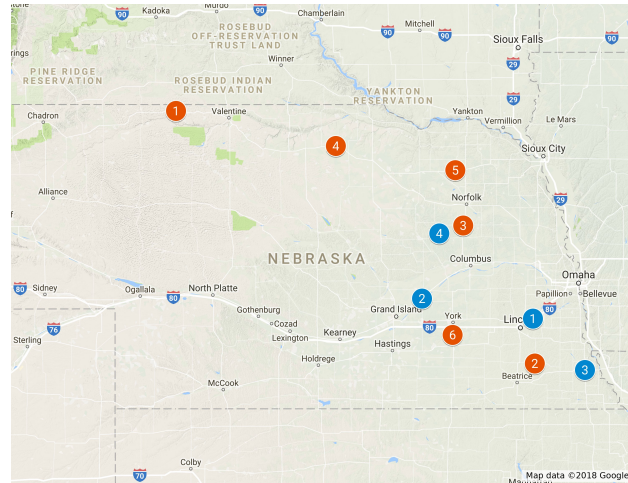 Kadoka
90
Murdo
90
Chamberlain
Mitchell
90
90
Sioux Falls
90
ROSEBUD
OFF-RESERVATION
TRUST LAND
Winner
29
PINE RIDGE
RESERVATION
ROSEBUD INDIAN
RESERVATION
YANKTON
RESERVATION
29
1
Valentine
Chadron
Yankton
Vermillion
Le Mars
4
Sioux City
5
Alliance
Norfolk
29
3
4
NEBRASKA
Columbus
Omaha
80
Sidney
Ogallala
80
North Platte
Papillion
Bellevue
2
Gothenburg
Grand Island
York
80
1
80
76
Cozad
Lexington
Kearney
6
Sterling
Hastings
Holdrege
2
3
Beatrice
McCook
Colby
70
Map data ©2018 Google